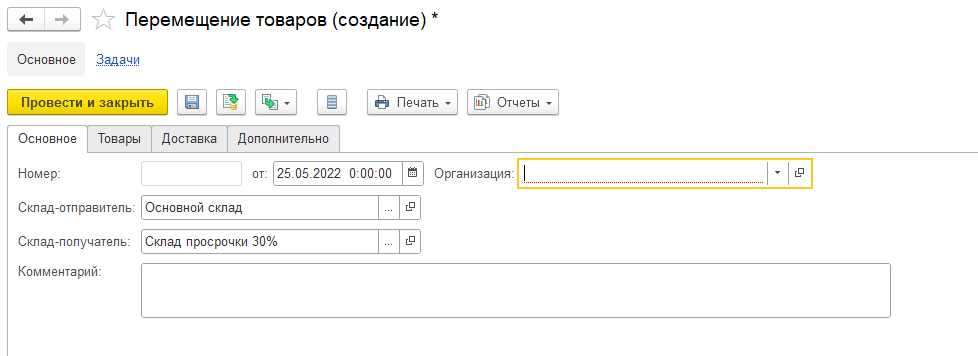 Перемещение товаров (создание) *
Основное Задачи
Провести и закрыть Печать Отчеты
Основное Товары Доставка Дополнительно
Номер: от: 25.05.2022 0:00:00 Организация:
Склад-отправитель: Основной склад ...
Склад-получатель: Склад просрочки 30% ...
Комментарий: